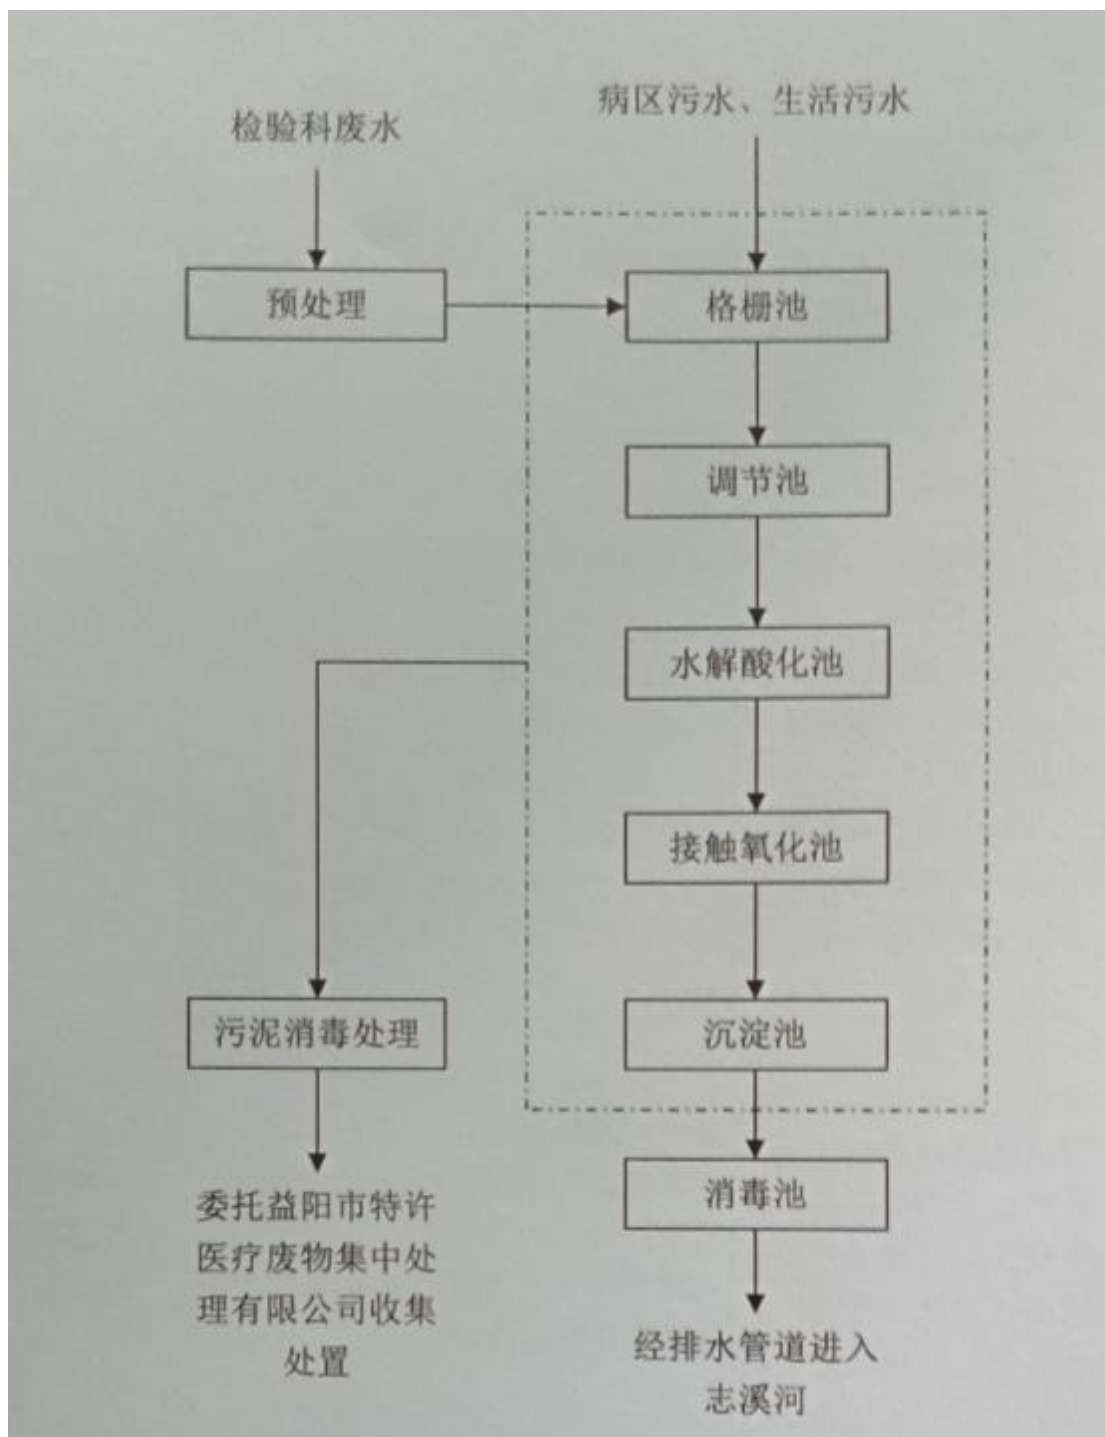 病区污水、生活污水
检验科废水
预处理
格栅池
调节池
水解酸化池
接触氧化池
污泥消毒处理
沉淀池
消毒池
委托益阳市特许
医疗废物集中处
理有限公司收集
处置
经排水管道进入
志溪河